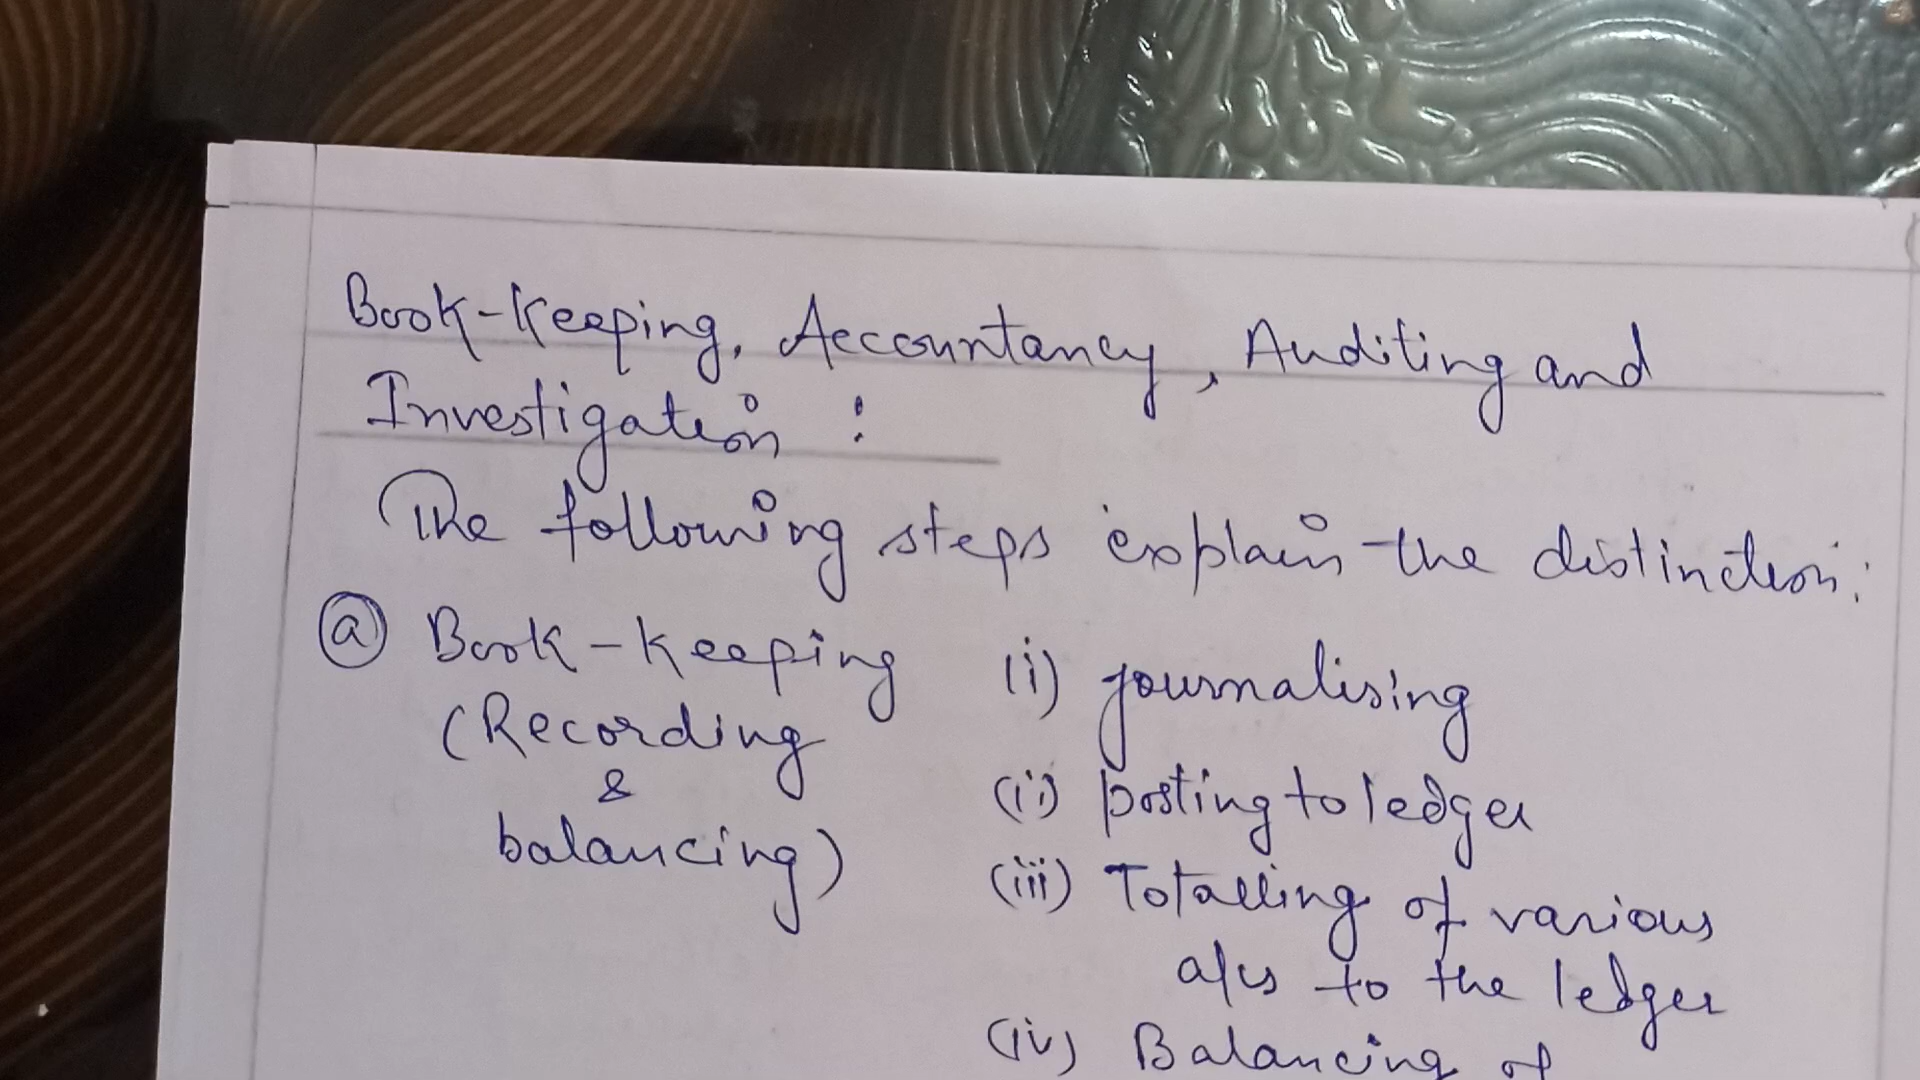 Book-Keeping, Accountancy, Auditing and
Investigation :
The following steps explain the distinction:
(a) Book-keeping (i) journalising
(Recording
& (ii) posting to ledger
balancing) (iii) Totalling of various
a/cs to the ledger
(iv) Balancing of